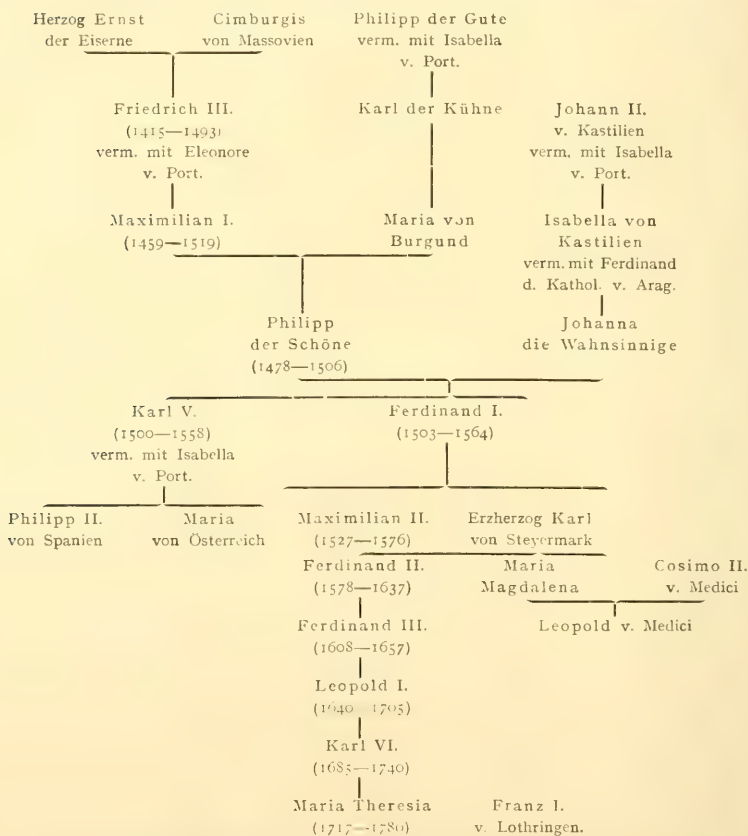 Herzog Ernst
der Eiserne
Cimburgis
von Massovien
Philipp der Gute
verm. mit Isabella
v. Port.
Friedrich III.
(1415—1493)
verm. mit Eleonore
v. Port.
Karl der Kühne
Johann II.
v. Kastilien
verm. mit Isabella
v. Port.
Maximilian I.
(1459—1519)
Maria von
Burgund
Isabella von
Kastilien
verm. mit Ferdinand
d. Kathol. v. Arag.
Philipp
der Schöne
(1478—1506)
Johanna
die Wahnsinnige
Karl V.
(1500—1558)
verm. mit Isabella
v. Port.
Ferdinand I.
(1503—1564)
Philipp II.
von Spanien
Maria
von Österreich
Maximilian II.
(1527—1576)
Erzherzog Karl
von Steyermark
Ferdinand II.
(1578—1637)
Maria
Magdalena
Cosimo II.
v. Medici
Ferdinand III.
(1608—1657)
Leopold v. Medici
Leopold I.
(1640—1705)
Karl VI.
(1685—1740)
Maria Theresia
(1717—1780)
Franz I.
v. Lothringen.